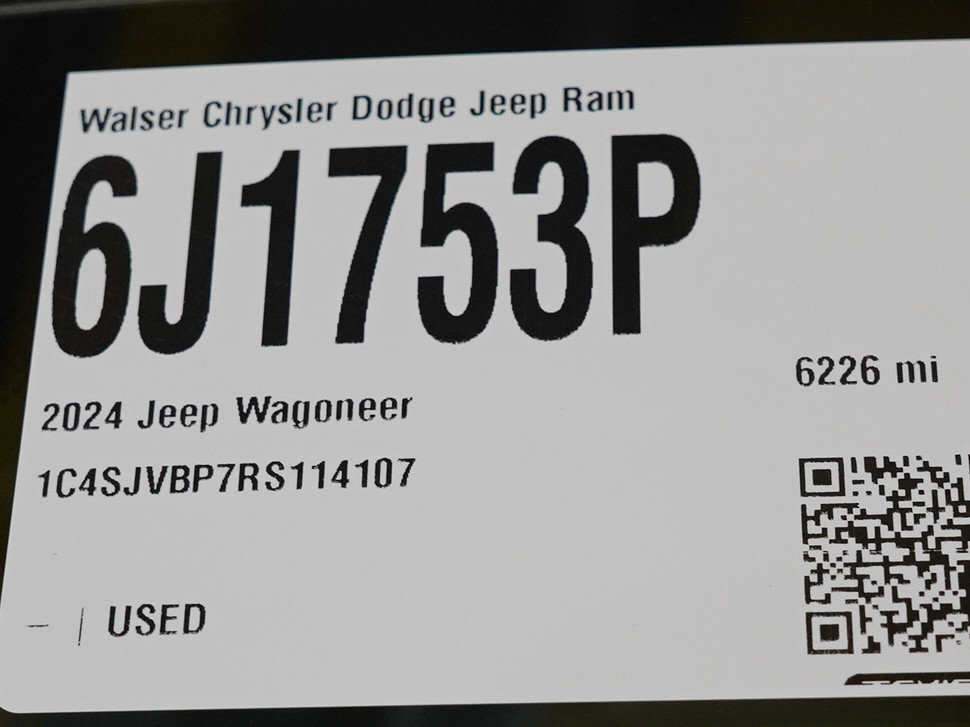 Walser Chrysler Dodge Jeep Ram
6J1753P
6226 mi
2024 Jeep Wagoneer
1C4SJVBP7RS114107
– | USED